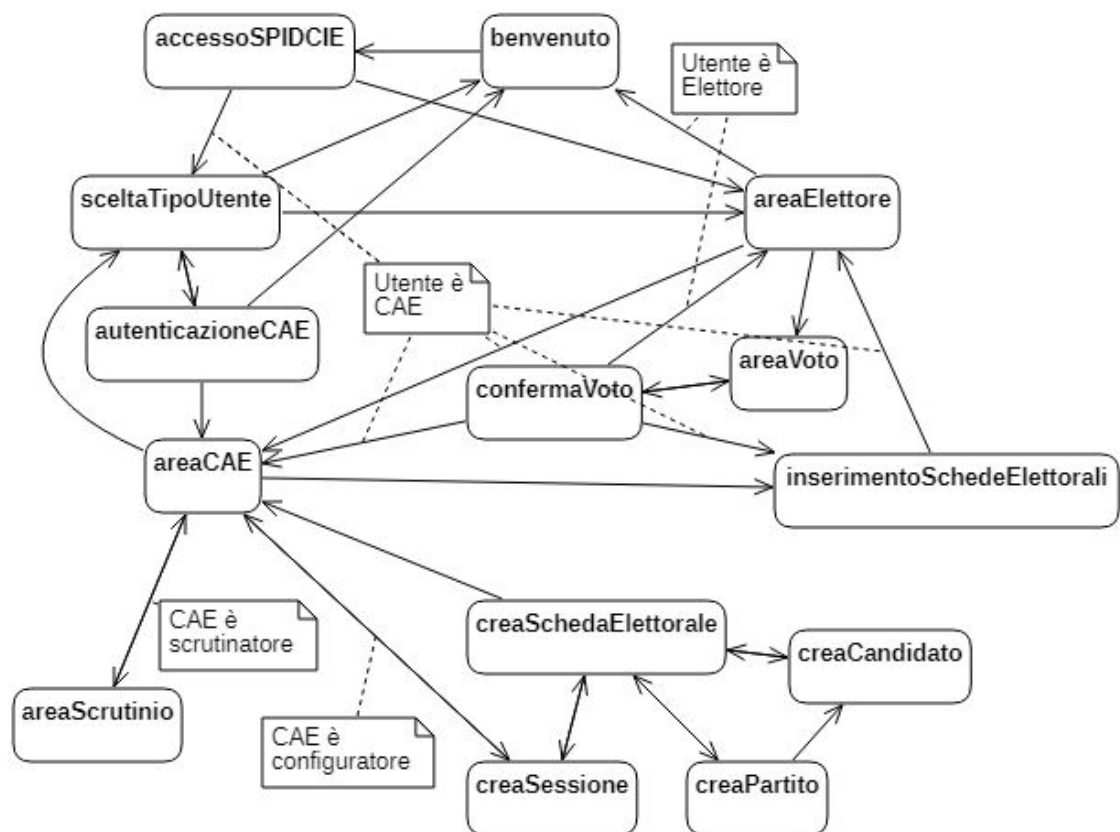 accessoSPIDCIE
benvenuto
Utente è
Elettore
sceltaTipoUtente
areaElettore
Utente è
CAE
autenticazioneCAE
areaVoto
confermaVoto
areaCAE
inserimentoSchedeElettorali
CAE è
scrutinatore
creaSchedaElettorale
creaCandidato
areaScrutinio
CAE è
configuratore
creaSessione
creaPartito